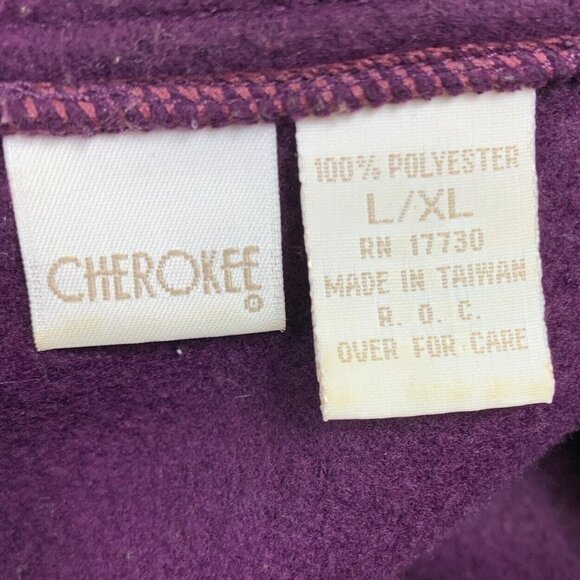 CHEROKEE ®
100% POLYESTER
L/XL
RN 17730
MADE IN TAIWAN
R. O. C.
OVER FOR CARE